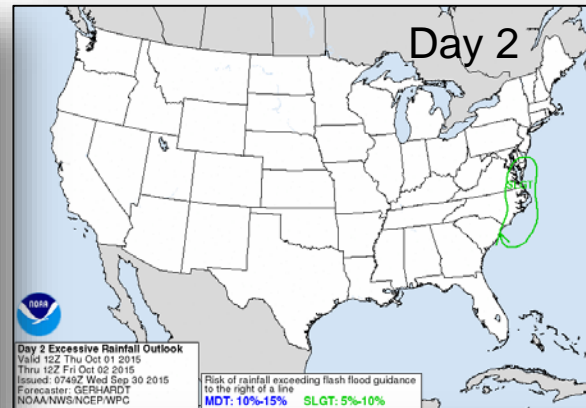 Day 2
SLGT
NOAA
Day 2 Excessive Rainfall Outlook
Valid 12Z Thu Oct 01 2015
Thru 12Z Fri Oct 02 2015
Issued: 0749Z Wed Sep 30 2015
Forecaster: GERHARDT
NOAA/NWS/NCEP/WPC
Risk of rainfall exceeding flash flood guidance
to the right of a line
MDT: 10%-15% SLGT: 5%-10%